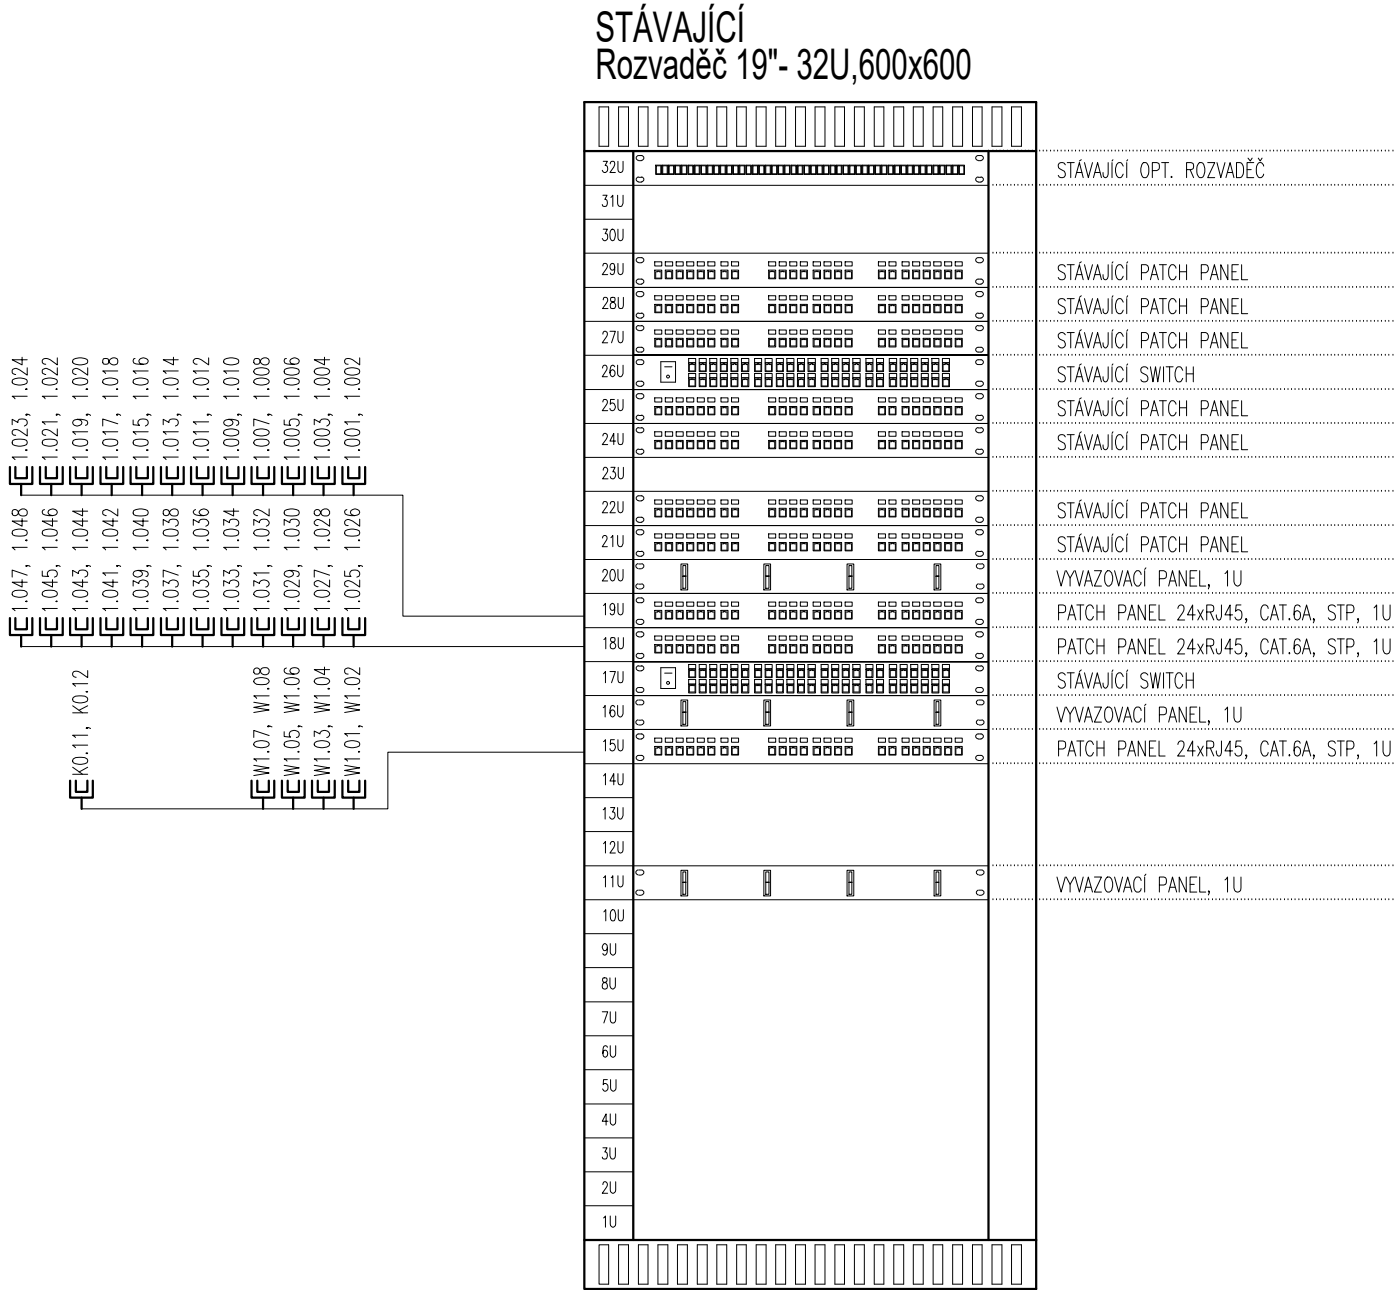 STÁVAJÍCÍ
Rozvaděč 19"- 32U,600x600
32U STÁVAJÍCÍ OPT. ROZVADĚČ
31U
30U
29U STÁVAJÍCÍ PATCH PANEL
28U STÁVAJÍCÍ PATCH PANEL
27U STÁVAJÍCÍ PATCH PANEL
26U STÁVAJÍCÍ SWITCH
25U STÁVAJÍCÍ PATCH PANEL
24U STÁVAJÍCÍ PATCH PANEL
23U
22U STÁVAJÍCÍ PATCH PANEL
21U STÁVAJÍCÍ PATCH PANEL
20U VYVAZOVACÍ PANEL, 1U
19U PATCH PANEL 24xRJ45, CAT.6A, STP, 1U
18U PATCH PANEL 24xRJ45, CAT.6A, STP, 1U
17U STÁVAJÍCÍ SWITCH
16U VYVAZOVACÍ PANEL, 1U
15U PATCH PANEL 24xRJ45, CAT.6A, STP, 1U
14U
13U
12U
11U VYVAZOVACÍ PANEL, 1U
10U
9U
8U
7U
6U
5U
4U
3U
2U
1U
1.023, 1.024
1.021, 1.022
1.019, 1.020
1.017, 1.018
1.015, 1.016
1.013, 1.014
1.011, 1.012
1.009, 1.010
1.007, 1.008
1.005, 1.006
1.003, 1.004
1.001, 1.002
1.047, 1.048
1.045, 1.046
1.043, 1.044
1.041, 1.042
1.039, 1.040
1.037, 1.038
1.035, 1.036
1.033, 1.034
1.031, 1.032
1.029, 1.030
1.027, 1.028
1.025, 1.026
K0.11, K0.12
W1.07, W1.08
W1.05, W1.06
W1.03, W1.04
W1.01, W1.02